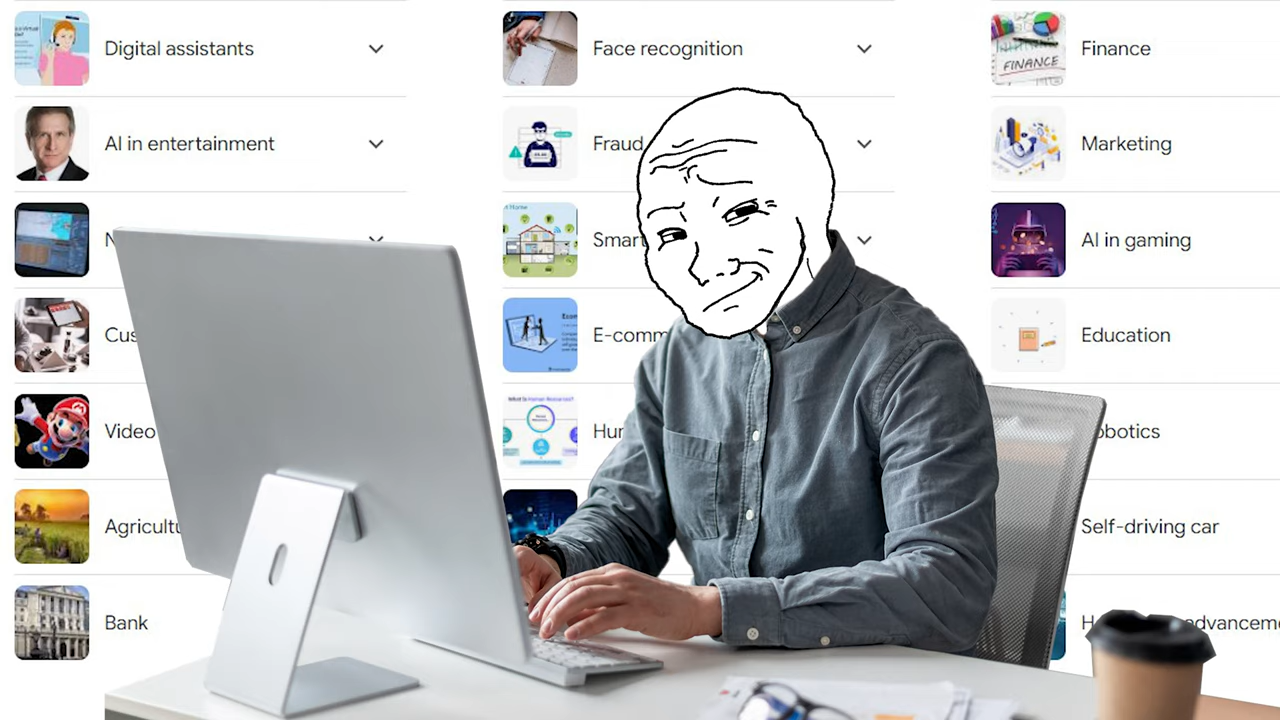 Digital assistants
Face recognition
Finance
FINANCE
AI in entertainment
Fraud
Marketing
Smart
AI in gaming
Cus
E-comm
Education
Video
Hur
obotics
Agricultu
Self-driving car
Bank
H
advanceme